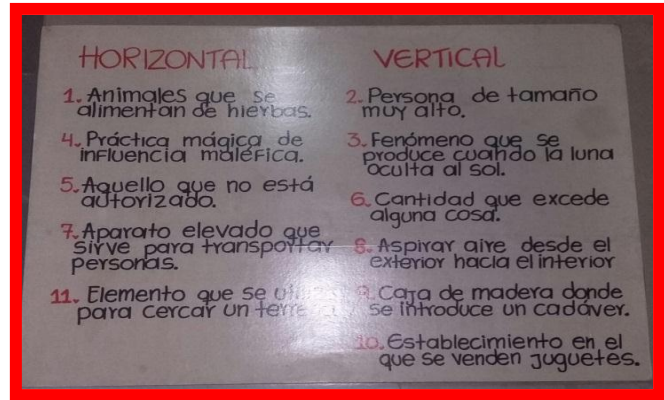 HORIZONTAL
1. Animales que se
alimentan de hierbas.
4. Práctica mágica de
influencia maléfica.
5. Aquello que no está
autorizado.
7. Aparato elevado que
sirve para transportar
personas.
11. Elemento que se
para cercar un
VERTICAL
2. Persona de tamaño
muy alto.
3. Fenómeno que se
produce cuando la luna
oculta al sol.
6. Cantidad que excede
alguna cosa.
8. Aspirar aire desde el
exterior hacia el interior
9. Caja de madera donde
se introduce un cadáver.
10. Establecimiento en el
que se venden juguetes.